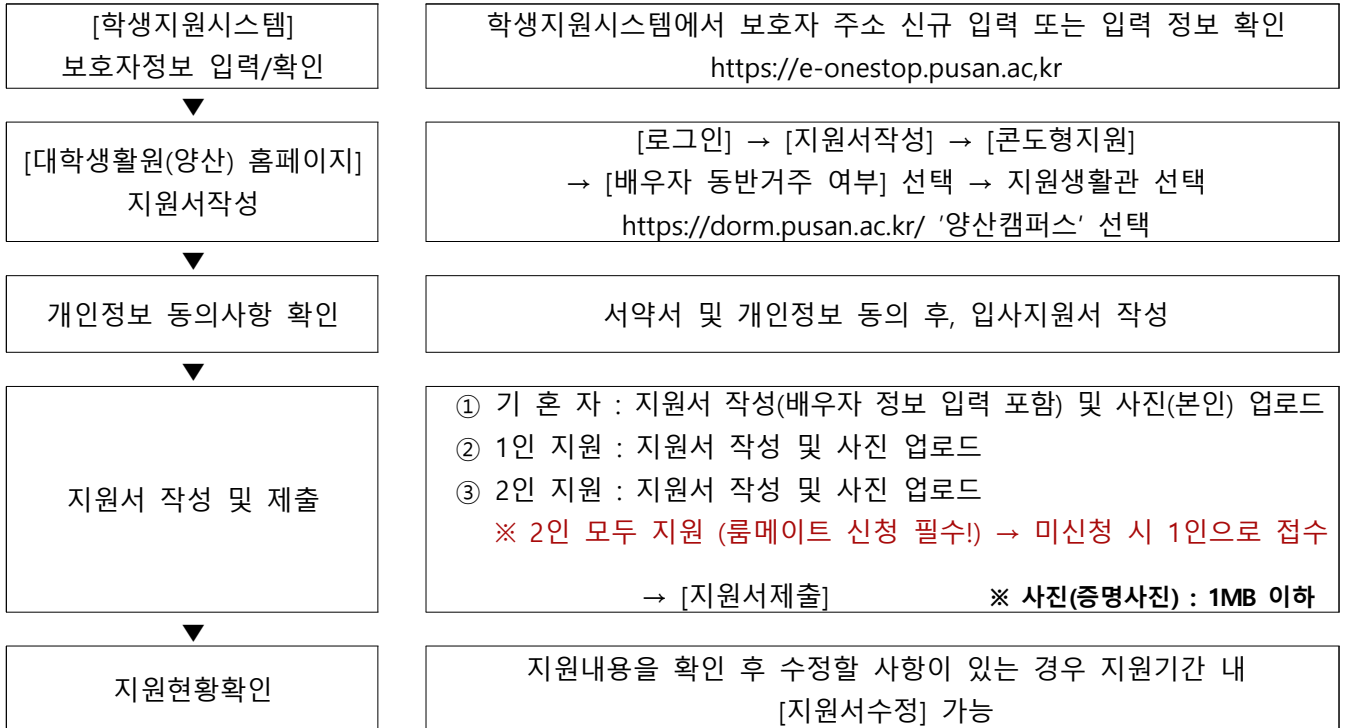 [학생지원시스템]
보호자정보 입력/확인
학생지원시스템에서 보호자 주소 신규 입력 또는 입력 정보 확인
https://e-onestop.pusan.ac,kr
▼
[대학생활원(양산) 홈페이지]
지원서작성
[로그인] → [지원서작성] → [콘도형지원]
→ [배우자 동반거주 여부] 선택 → 지원생활관 선택
https://dorm.pusan.ac.kr/ '양산캠퍼스' 선택
▼
개인정보 동의사항 확인
서약서 및 개인정보 동의 후, 입사지원서 작성
▼
지원서 작성 및 제출
① 기 혼 자 : 지원서 작성(배우자 정보 입력 포함) 및 사진(본인) 업로드
② 1인 지원 : 지원서 작성 및 사진 업로드
③ 2인 지원 : 지원서 작성 및 사진 업로드
※ 2인 모두 지원 (룸메이트 신청 필수!) → 미신청 시 1인으로 접수
→ [지원서제출] ※ 사진(증명사진) : 1MB 이하
▼
지원현황확인
지원내용을 확인 후 수정할 사항이 있는 경우 지원기간 내
[지원서수정] 가능